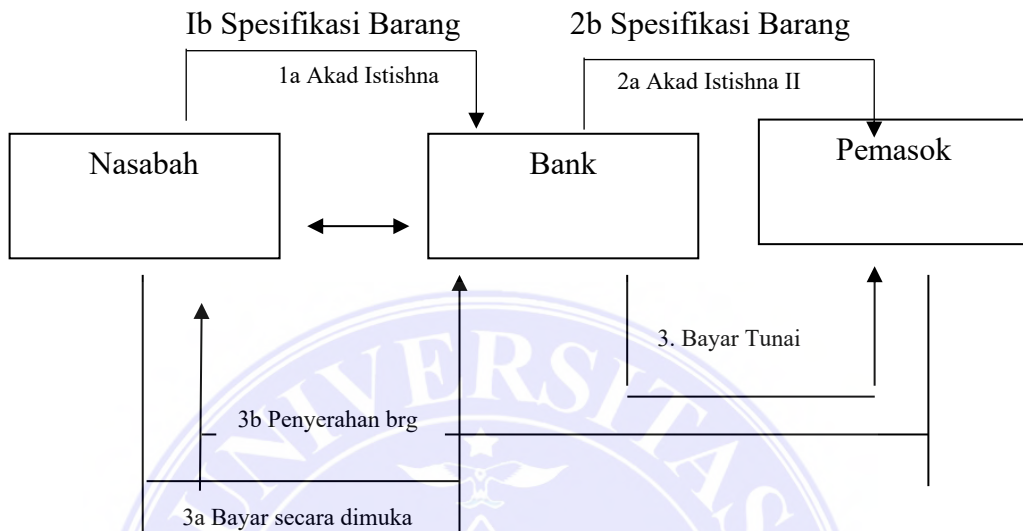 Ib Spesifikasi Barang
2b Spesifikasi Barang
1a Akad Istishna
2a Akad Istishna II
Nasabah
Bank
Pemasok
3. Bayar Tunai
UNIVERSITAS
3b Penyerahan brg
3a Bayar secara dimuka